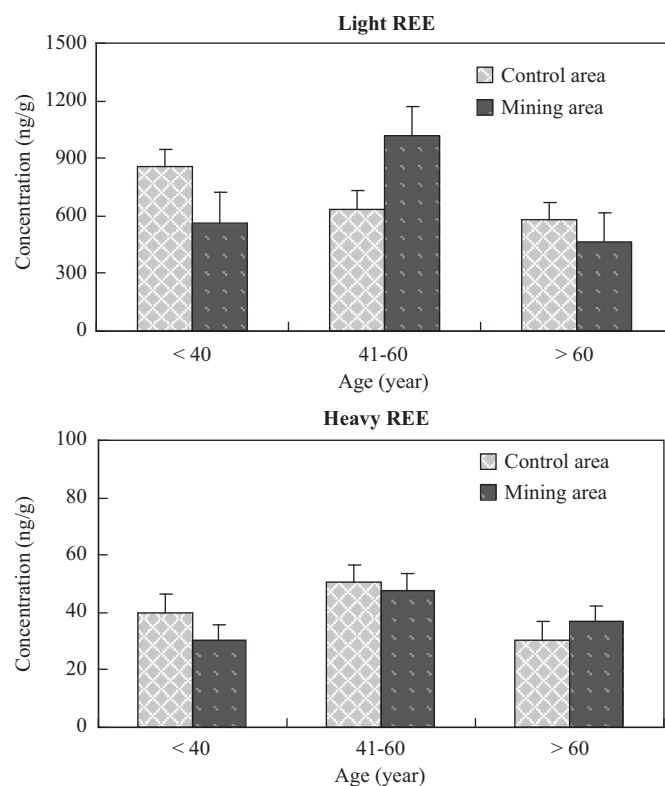 Light REE
1500
1200
900
600
300
0
Concentration (ng/g)
Control area
Mining area
< 40 41-60 > 60
Age (year)
Heavy REE
100
80
60
40
20
0
Concentration (ng/g)
Control area
Mining area
< 40 41-60 > 60
Age (year)